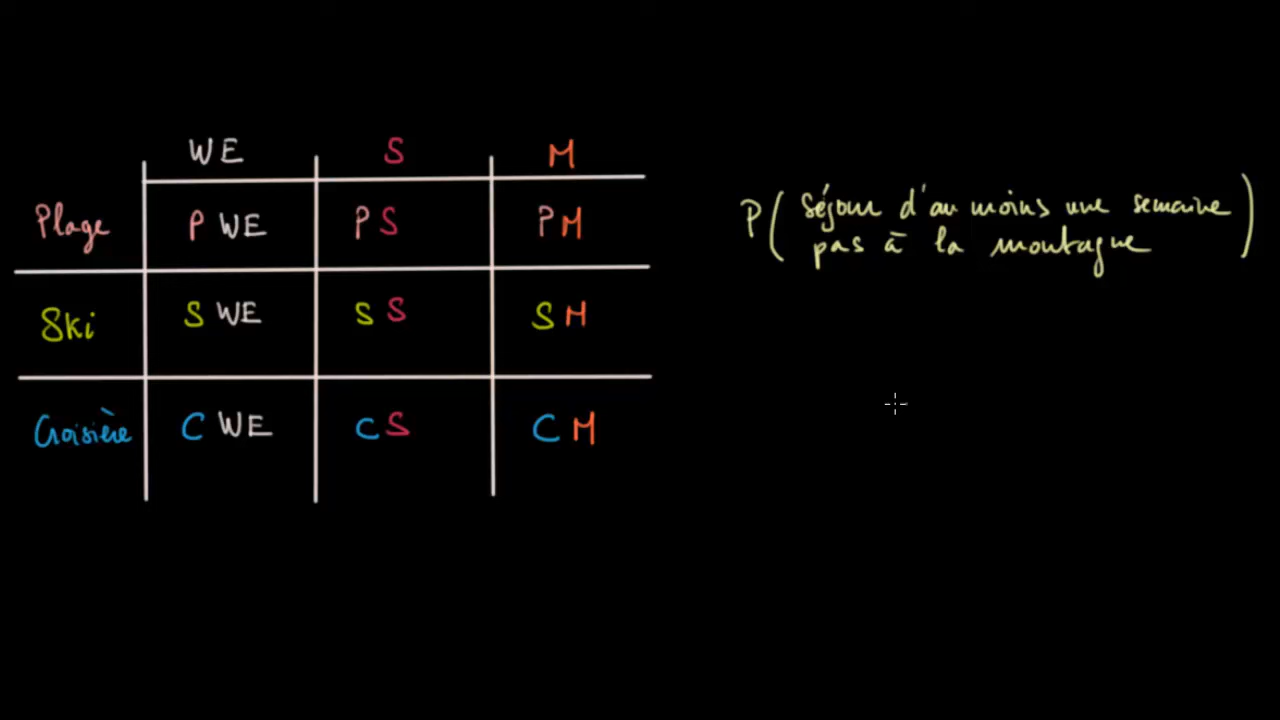 WE S M
Plage P WE P S P M
Ski S WE S S S M
Croisière C WE C S C M
P ( Séjour d'au moins une semaine
pas à la montagne )